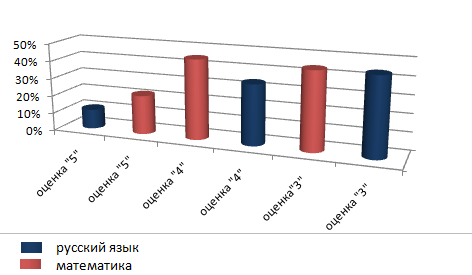 50%
40%
30%
20%
10%
0%
оценка "5"
оценка "5"
оценка "4"
оценка "4"
оценка"3"
оценка "3"
русский язык
математика